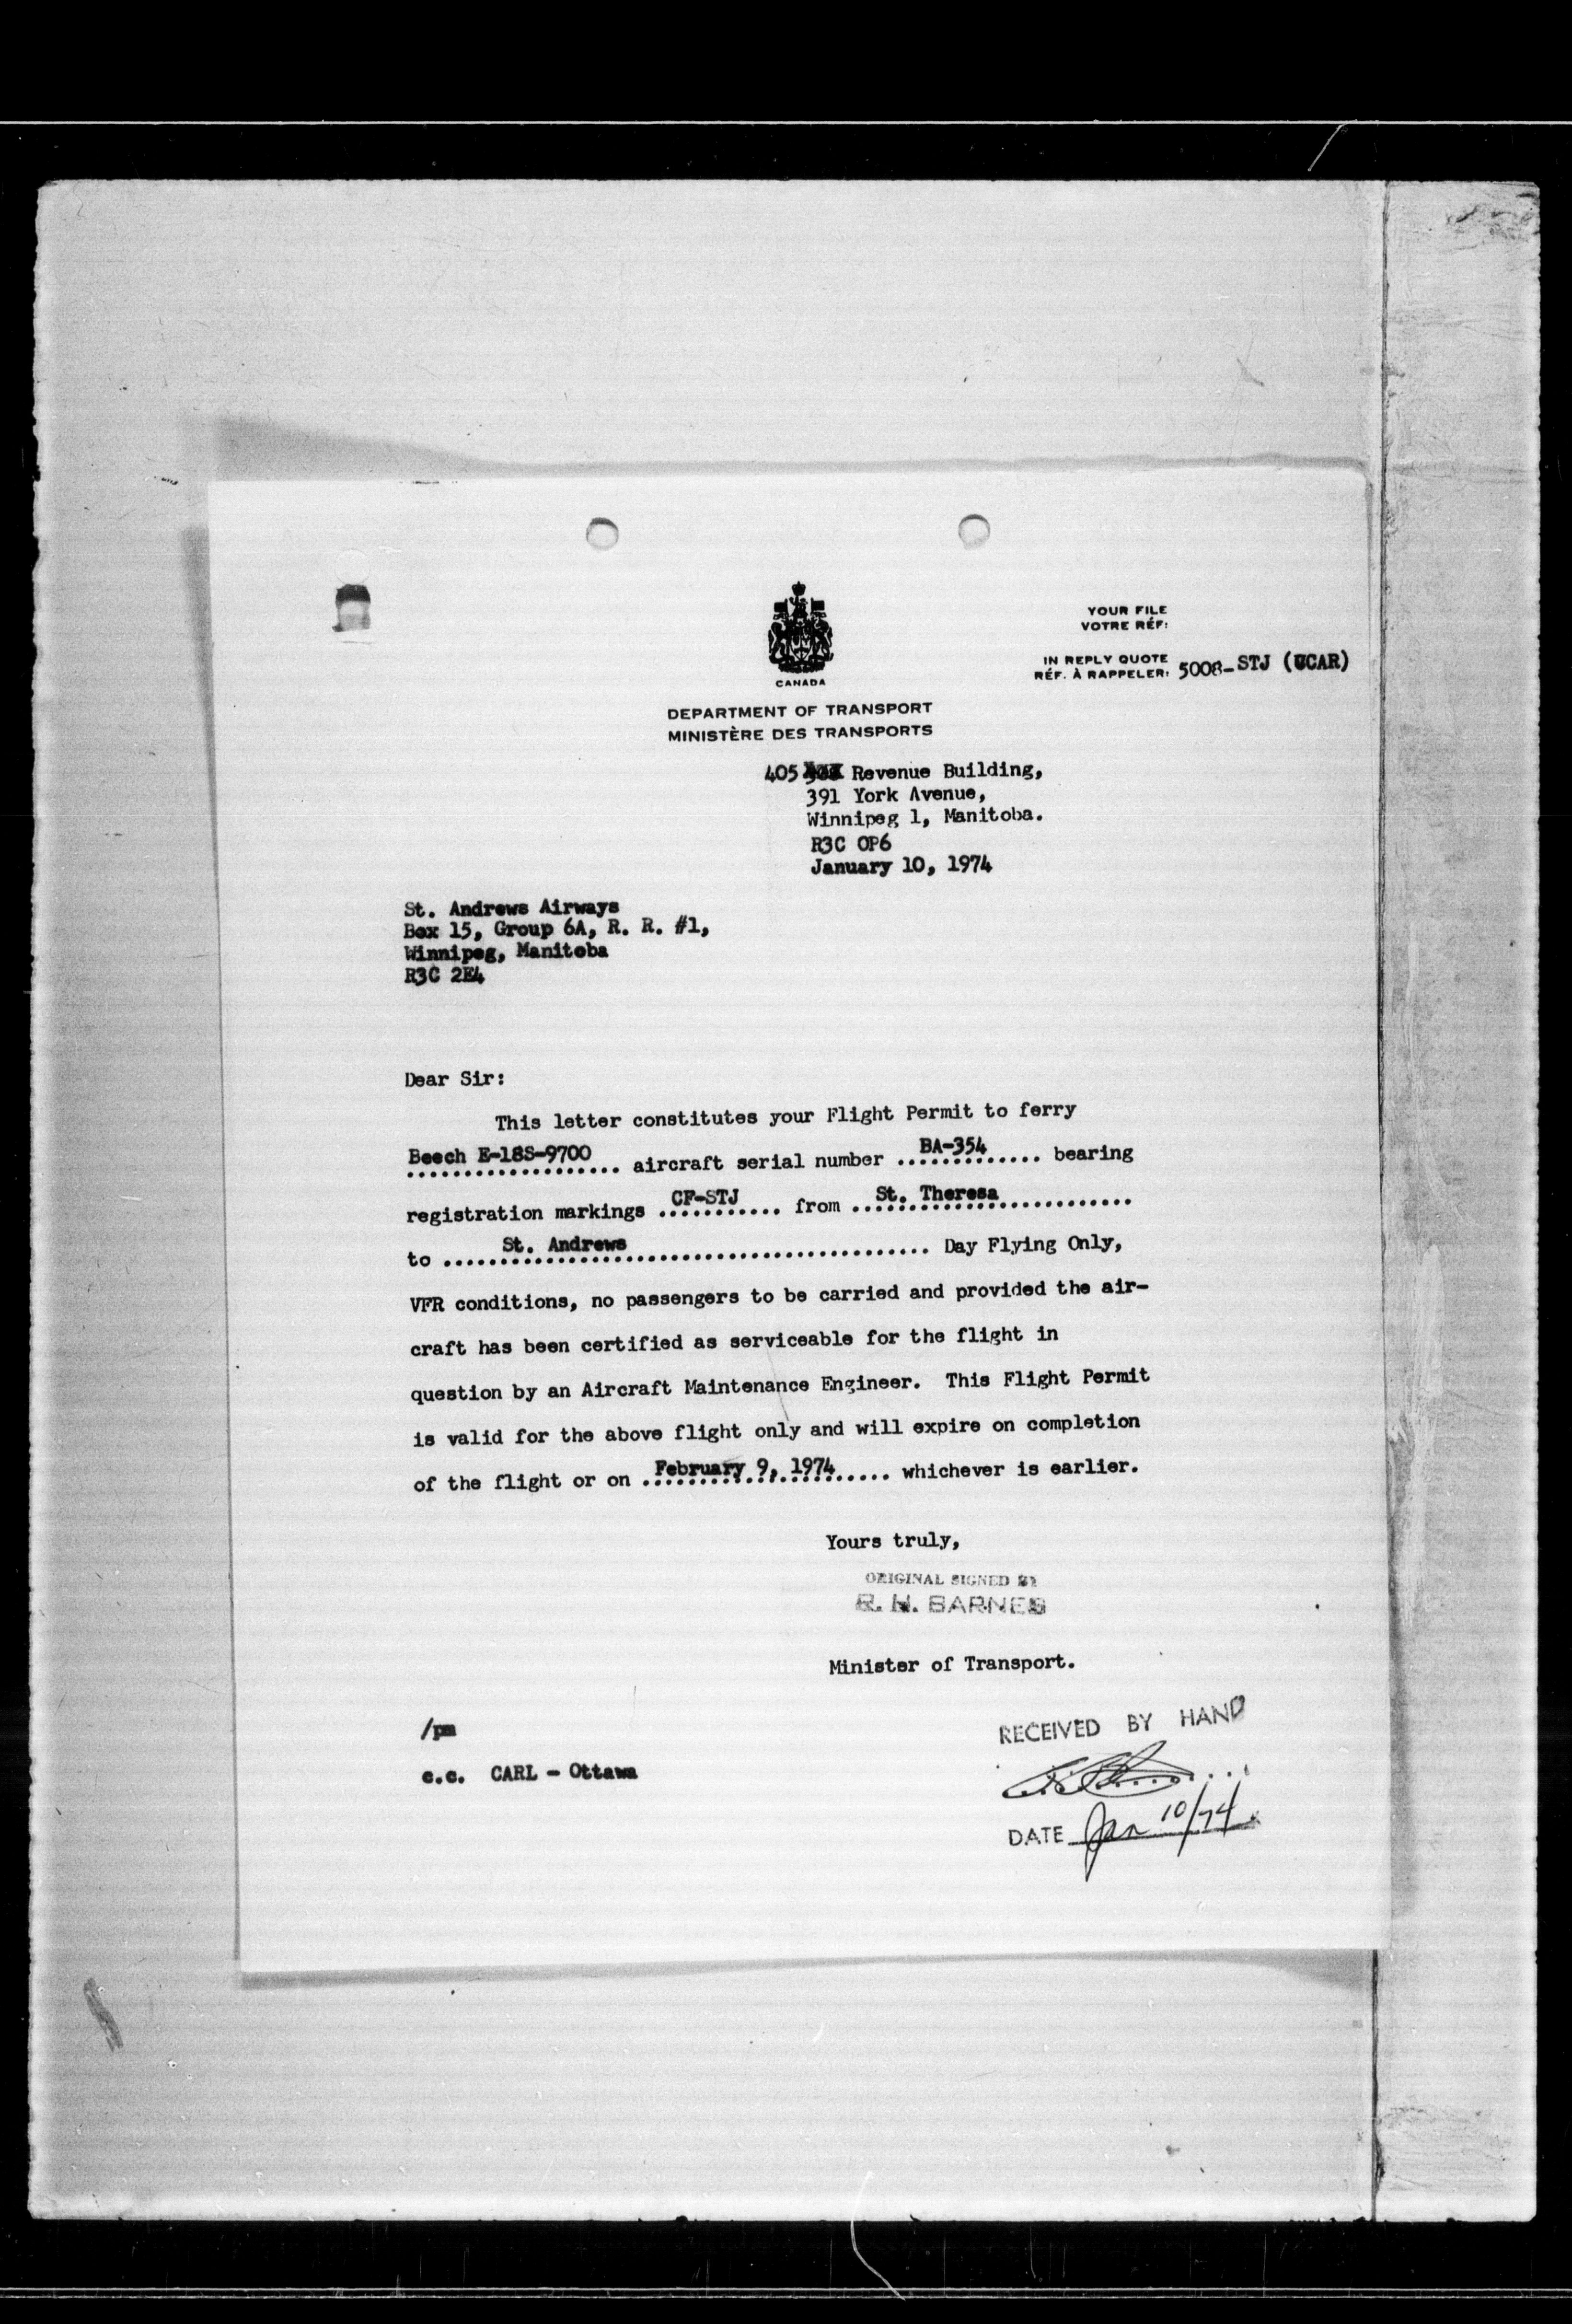 YOUR FILE
VOTRE RÉF:
IN REPLY QUOTE
RÉF. À RAPPELER: 5008-STJ (UCAR)
CANADA
DEPARTMENT OF TRANSPORT
MINISTÈRE DES TRANSPORTS
405 Revenue Building,
391 York Avenue,
Winnipeg 1, Manitoba.
R3C OP6
January 10, 1974
St. Andrews Airways
Box 15, Group 6A, R. R. #1,
Winnipeg, Manitoba
R3C 2E4
Dear Sir:
This letter constitutes your Flight Permit to ferry
Beech E-18S-9700 aircraft serial number BA-354 bearing
registration markings CF-STJ from St. Theresa
to St. Andrews Day Flying Only,
VFR conditions, no passengers to be carried and provided the air-
craft has been certified as serviceable for the flight in
question by an Aircraft Maintenance Engineer. This Flight Permit
is valid for the above flight only and will expire on completion
of the flight or on February 9, 1974 whichever is earlier.
Yours truly,
ORIGINAL SIGNED BY
R. H. BARNES
Minister of Transport.
/pm
c.c. CARL - Ottawa
RECEIVED BY HAND
DATE Jan 10/74